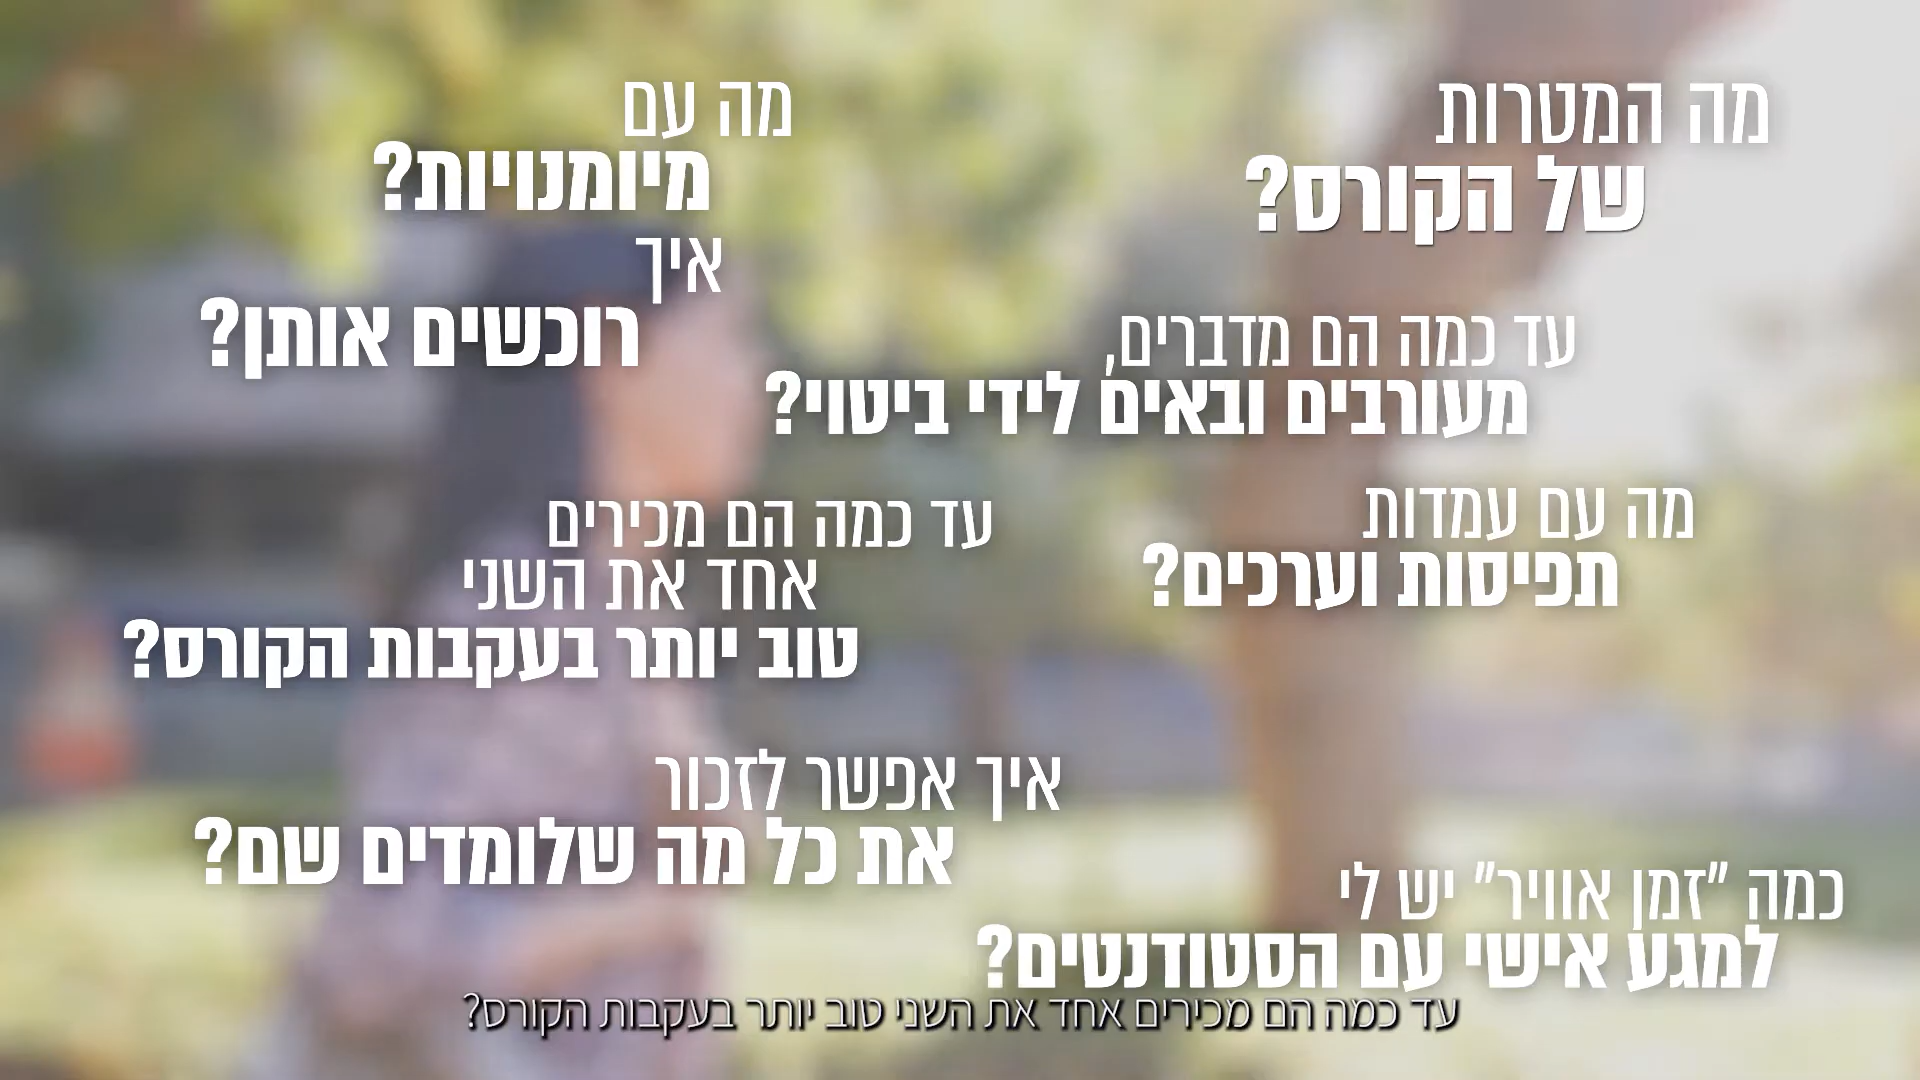 מה המטרות
של הקורס?
מה עם
מיומנויות?
איך
רוכשים אותן?
עד כמה הם מדברים,
מעורבים ובאים לידי ביטוי?
מה עם עמדות
תפיסות וערכים?
עד כמה הם מכירים
אחד את השני
טוב יותר בעקבות הקורס?
איך אפשר לזכור
את כל מה שלומדים שם?
כמה "זמן אוויר" יש לי
למגע אישי עם הסטודנטים?
עד כמה הם מכירים אחד את השני טוב יותר בעקבות הקורס?